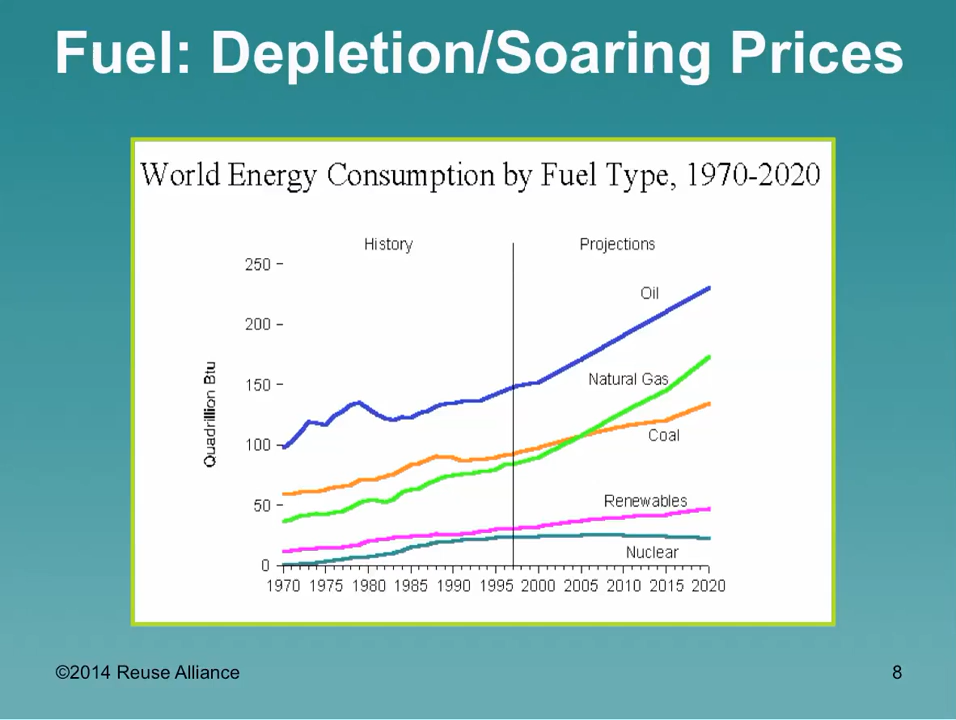 Fuel: Depletion/Soaring Prices
World Energy Consumption by Fuel Type, 1970-2020
History
Projections
250
200
150
100
50
0
Quadrillion Btu
Oil
Natural Gas
Coal
Renewables
Nuclear
1970 1975 1980 1985 1990 1995 2000 2005 2010 2015 2020
©2014 Reuse Alliance
8